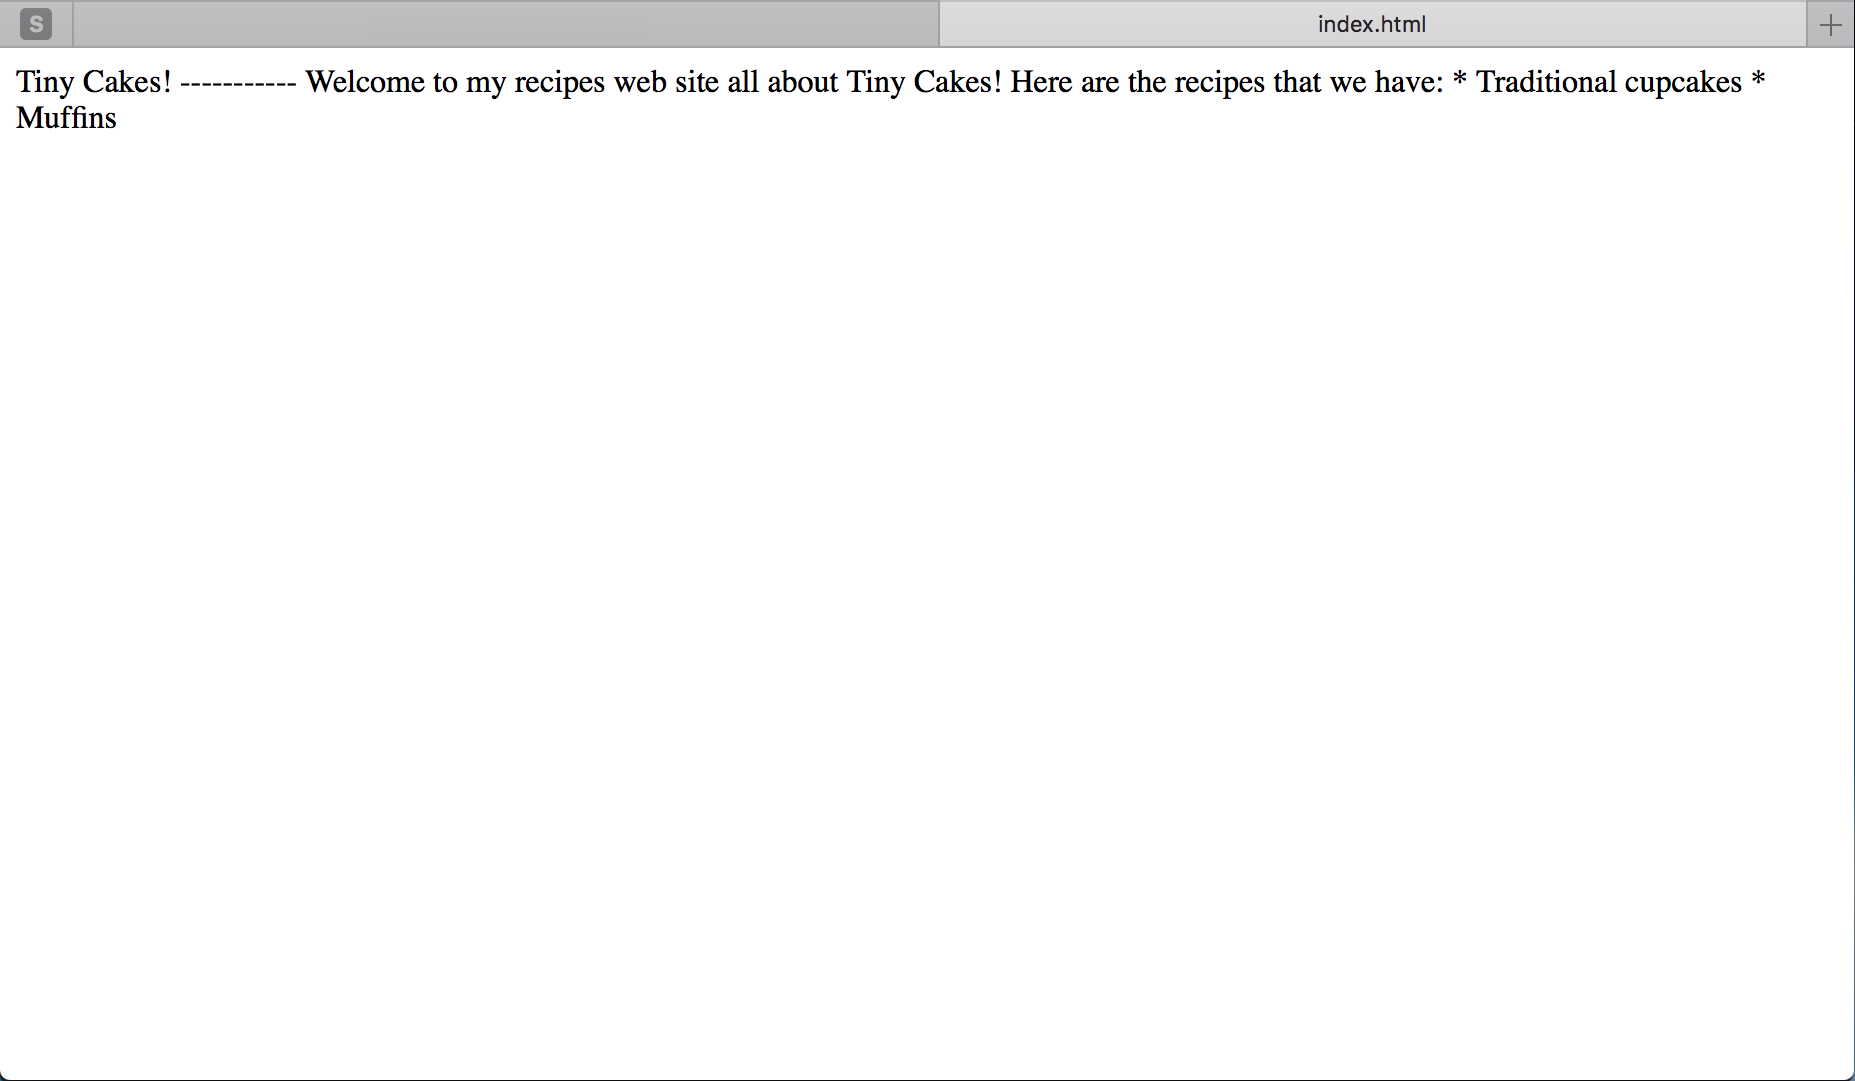 S
index.html
Tiny Cakes! ----------- Welcome to my recipes web site all about Tiny Cakes! Here are the recipes that we have: * Traditional cupcakes *
Muffins